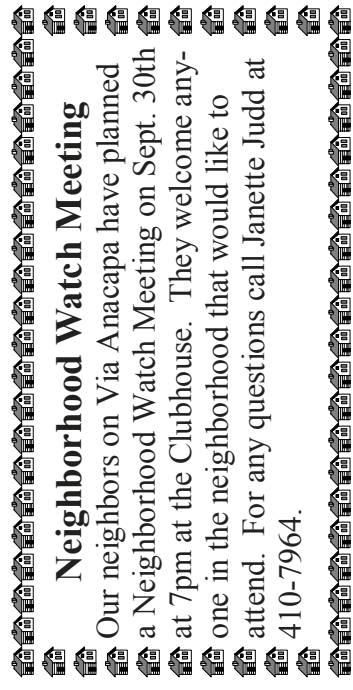 Neighborhood Watch Meeting
Our neighbors on Via Anacapa have planned
a Neighborhood Watch Meeting on Sept. 30th
at 7pm at the Clubhouse.  They welcome any-
one in the neighborhood that would like to
attend.  For any questions call Janette Judd at
410-7964.